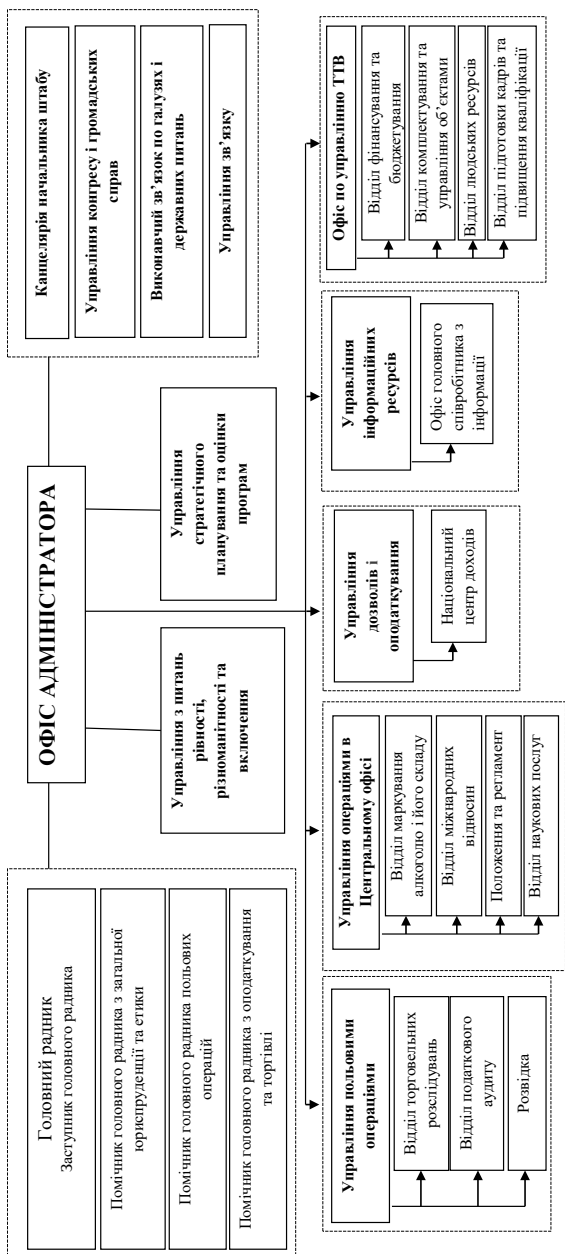 ОФІС АДМІНІСТРАТОРА
Головний радник
Заступник головного радника
Помічник головного радника з загальної
юриспруденції та етики
Помічник головного радника польових
операцій
Помічник головного радника з оподаткування
та торгівлі
Управління з питань
рівності,
різноманітності та
включення
Управління
стратегічного
планування та оцінки
програм
Канцелярія начальника штабу
Управління конгресу і громадських
справ
Виконавчий зв’язок по галузях і
державних питань
Управління зв’язку
Управління польовими
операціями
Відділ торговельних
розслідувань
Відділ податкового
аудиту
Розвідка
Управління операціями в
Центральному офісі
Відділ маркування
алкоголю і його складу
Відділ міжнародних
відносин
Положення та регламент
Відділ наукових послуг
Управління
дозволів і
оподаткування
Національний
центр доходів
Управління
інформаційних
ресурсів
Офіс головного
співробітника з
інформації
Офіс по управлінню ТТВ
Відділ фінансування та
бюджетування
Відділ комплектування та
управління об’єктами
Відділ людських ресурсів
Відділ підготовки кадрів та
підвищення кваліфікації